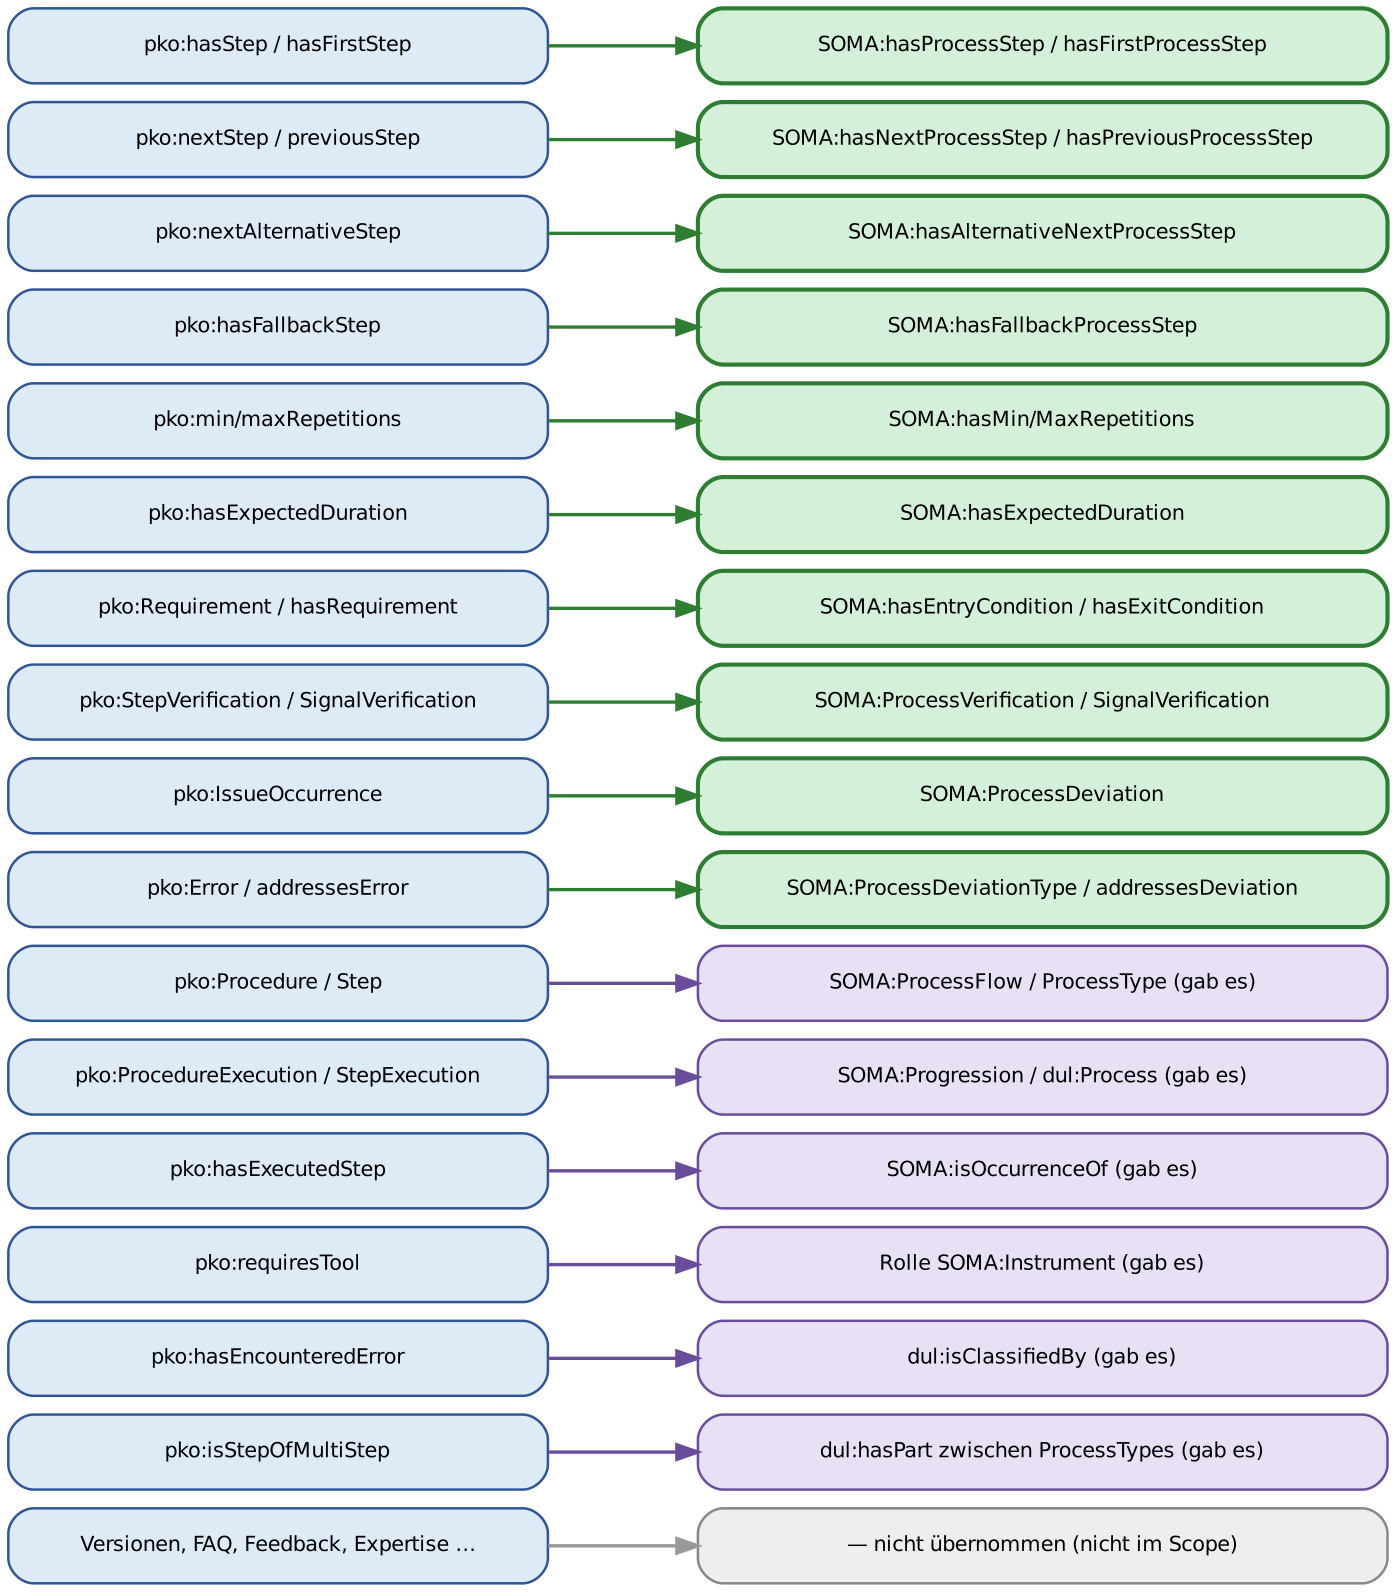 pko:hasStep / hasFirstStep
SOMA:hasProcessStep / hasFirstProcessStep
pko:nextStep / previousStep
SOMA:hasNextProcessStep / hasPreviousProcessStep
pko:nextAlternativeStep
SOMA:hasAlternativeNextProcessStep
pko:hasFallbackStep
SOMA:hasFallbackProcessStep
pko:min/maxRepetitions
SOMA:hasMin/MaxRepetitions
pko:hasExpectedDuration
SOMA:hasExpectedDuration
pko:Requirement / hasRequirement
SOMA:hasEntryCondition / hasExitCondition
pko:StepVerification / SignalVerification
SOMA:ProcessVerification / SignalVerification
pko:IssueOccurrence
SOMA:ProcessDeviation
pko:Error / addressesError
SOMA:ProcessDeviationType / addressesDeviation
pko:Procedure / Step
SOMA:ProcessFlow / ProcessType (gab es)
pko:ProcedureExecution / StepExecution
SOMA:Progression / dul:Process (gab es)
pko:hasExecutedStep
SOMA:isOccurrenceOf (gab es)
pko:requiresTool
Rolle SOMA:Instrument (gab es)
pko:hasEncounteredError
dul:isClassifiedBy (gab es)
pko:isStepOfMultiStep
dul:hasPart zwischen ProcessTypes (gab es)
Versionen, FAQ, Feedback, Expertise ...
— nicht übernommen (nicht im Scope)